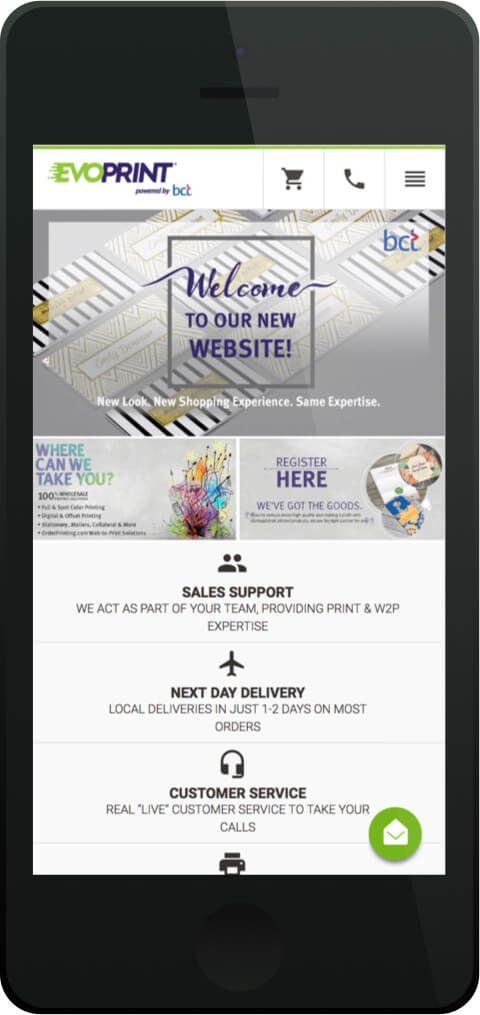 EVOPRINT
powered by bct
bct
Welcome
TO OUR NEW
WEBSITE!
New Look. New Shopping Experience. Same Expertise.
WHERE
CAN WE
TAKE YOU?
100% WHOLESALE
PRINTING SOLUTIONS
• Full & Spot Color Printing
• Digital & Offset Printing
• Stationery, Mailers, Collateral & More
• OrderPrinting.com Web-to-Print Solutions
REGISTER
HERE
WE'VE GOT THE GOODS.
SALES SUPPORT
WE ACT AS PART OF YOUR TEAM, PROVIDING PRINT & W2P
EXPERTISE
NEXT DAY DELIVERY
LOCAL DELIVERIES IN JUST 1-2 DAYS ON MOST
ORDERS
CUSTOMER SERVICE
REAL "LIVE" CUSTOMER SERVICE TO TAKE YOUR
CALLS